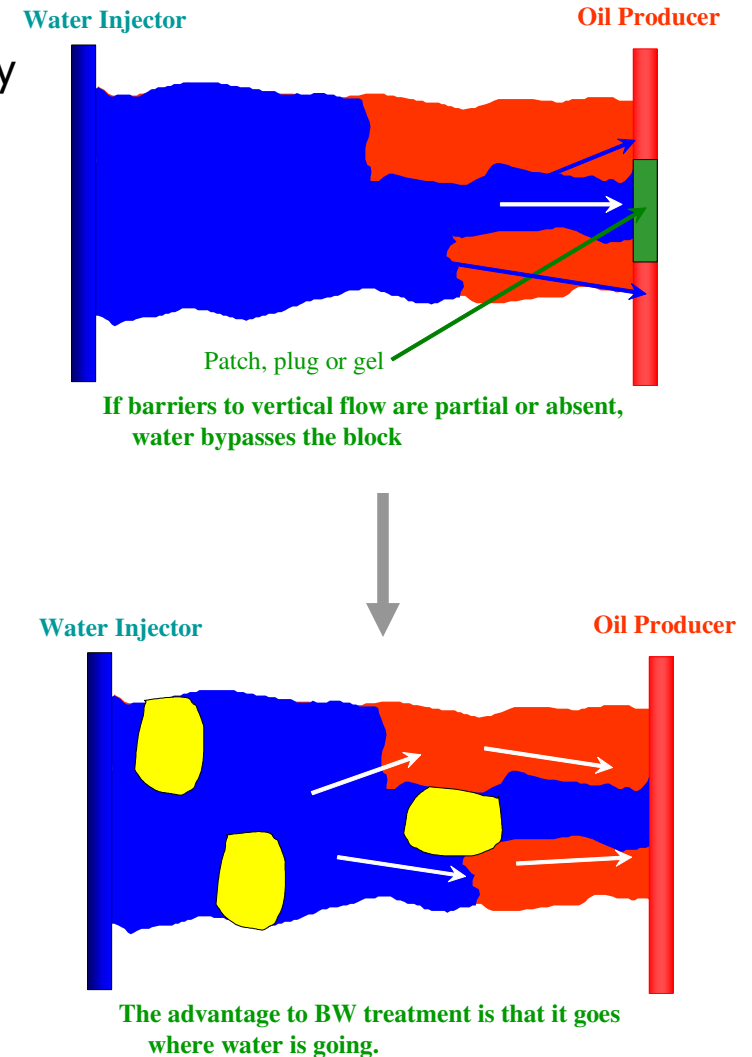 Water Injector
Oil Producer
y
Patch, plug or gel
If barriers to vertical flow are partial or absent,
water bypasses the block
Water Injector
Oil Producer
The advantage to BW treatment is that it goes
where water is going.